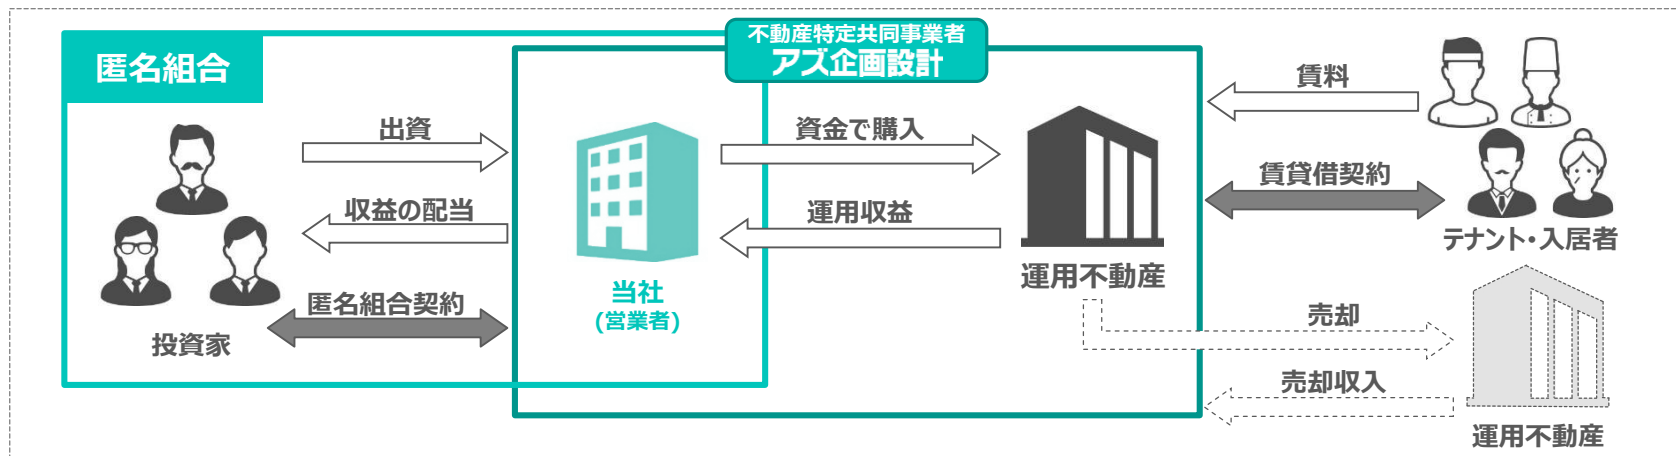 不動産特定共同事業者
アズ企画設計
匿名組合
出資
収益の配当
匿名組合契約
投資家
当社
(営業者)
資金で購入
運用収益
運用不動産
賃料
賃貸借契約
テナント・入居者
売却
売却収入
運用不動産